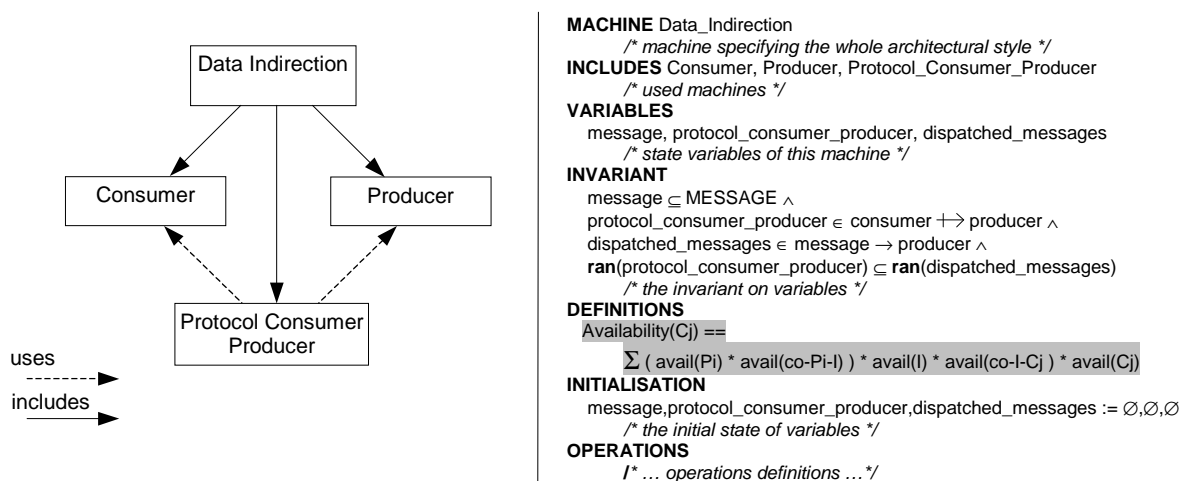 Data Indirection
Consumer
Producer
Protocol Consumer
Producer
uses
includes
MACHINE Data_Indirection
/* machine specifying the whole architectural style */
INCLUDES Consumer, Producer, Protocol_Consumer_Producer
/* used machines */
VARIABLES
message, protocol_consumer_producer, dispatched_messages
/* state variables of this machine */
INVARIANT
message ⊆ MESSAGE ∧
protocol_consumer_producer ∈ consumer ⇸ producer ∧
dispatched_messages ∈ message → producer ∧
ran(protocol_consumer_producer) ⊆ ran(dispatched_messages)
/* the invariant on variables */
DEFINITIONS
Availability(Cj) ==
Σ ( avail(Pi) * avail(co-Pi-I) ) * avail(I) * avail(co-I-Cj ) * avail(Cj)
INITIALISATION
message,protocol_consumer_producer,dispatched_messages := ∅,∅,∅
/* the initial state of variables */
OPERATIONS
/* … operations definitions …*/